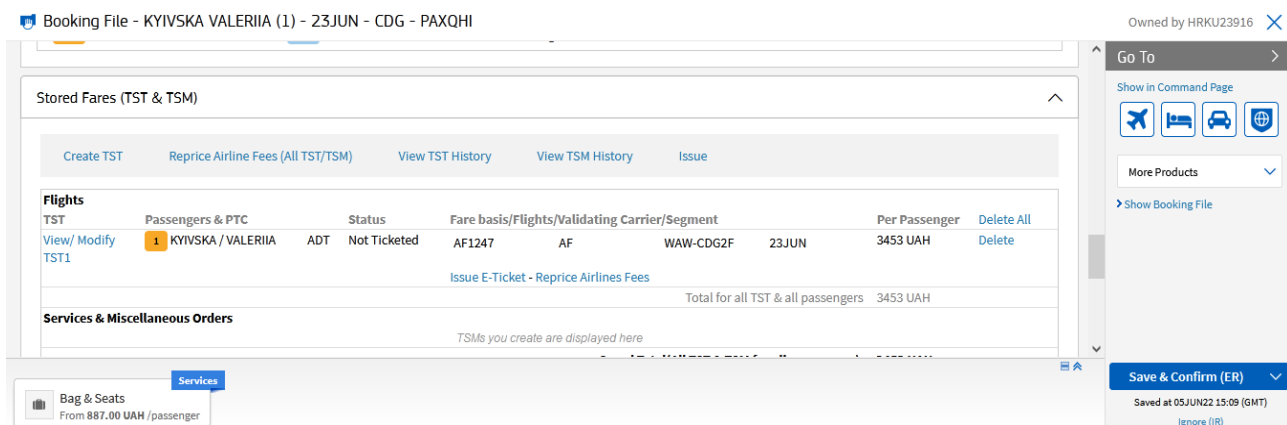 Booking File - KYIVSKA VALERIIA (1) - 23JUN - CDG - PAXQHI
Owned by HRKU23916
Go To
Stored Fares (TST & TSM)
Show in Command Page
Create TST Reprice Airline Fees (All TST/TSM) View TST History View TSM History Issue
More Products
Show Booking File
Flights
TST Passengers & PTC Status Fare basis/Flights/Validating Carrier/Segment Per Passenger Delete All
View/ Modify TST1 1 KYIVSKA / VALERIIA ADT Not Ticketed AF1247 AF WAW-CDG2F 23JUN 3453 UAH Delete
Issue E-Ticket - Reprice Airlines Fees
Total for all TST & all passengers 3453 UAH
Services & Miscellaneous Orders
TSMs you create are displayed here
Services
Bag & Seats
From 887.00 UAH /passenger
Save & Confirm (ER)
Saved at 05JUN22 15:09 (GMT)
Ignore (IR)